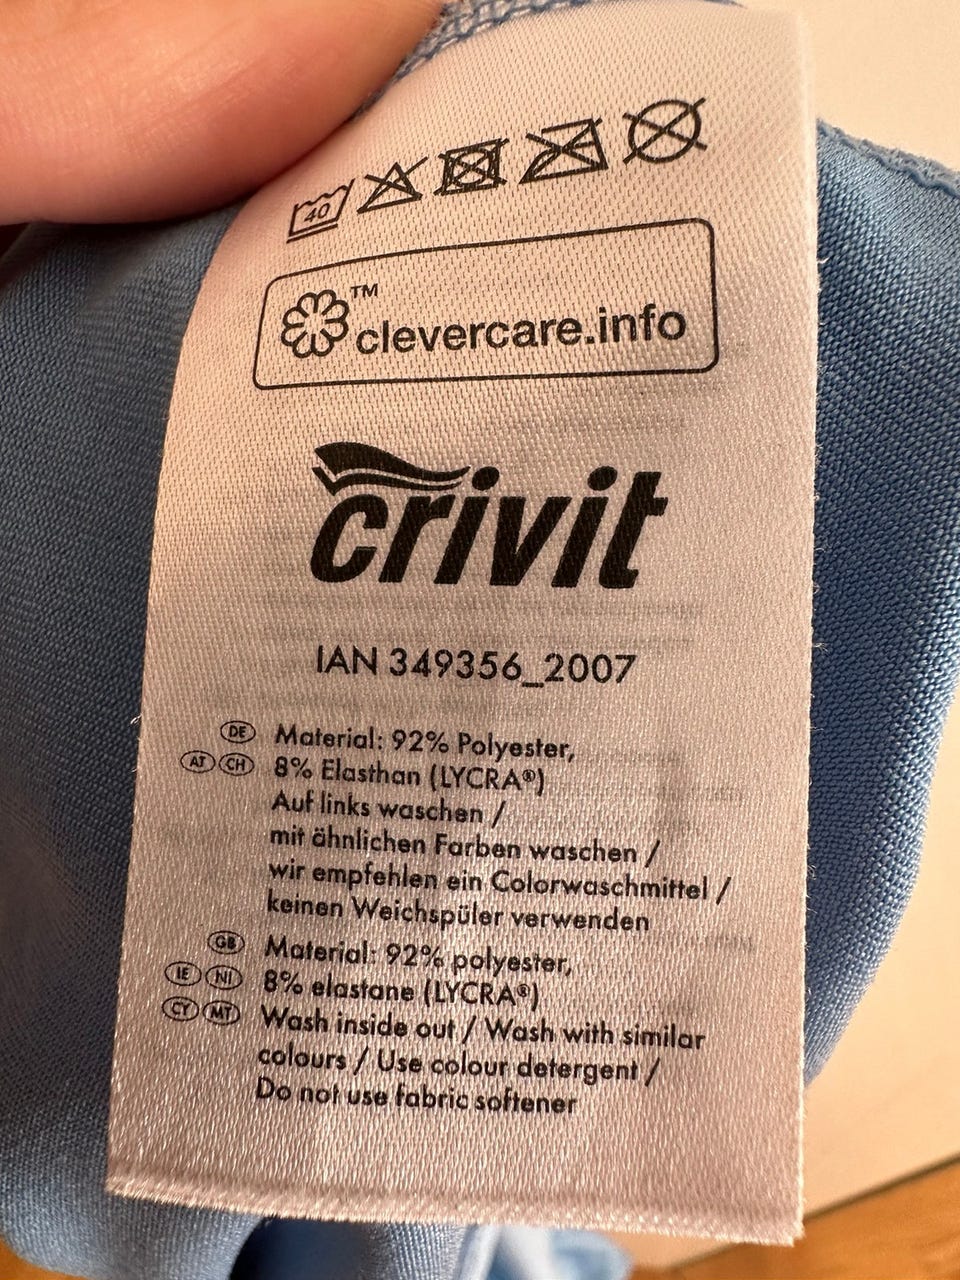 40
TM
clevercare.info
crivit
IAN 349356_2007
DE Material: 92% Polyester,
AT CH 8% Elasthan (LYCRA®)
Auf links waschen /
mit ähnlichen Farben waschen /
wir empfehlen ein Colorwaschmittel /
keinen Weichspüler verwenden
GB Material: 92% polyester,
IE NI 8% elastane (LYCRA®)
CY MT Wash inside out / Wash with similar
colours / Use colour detergent /
Do not use fabric softener